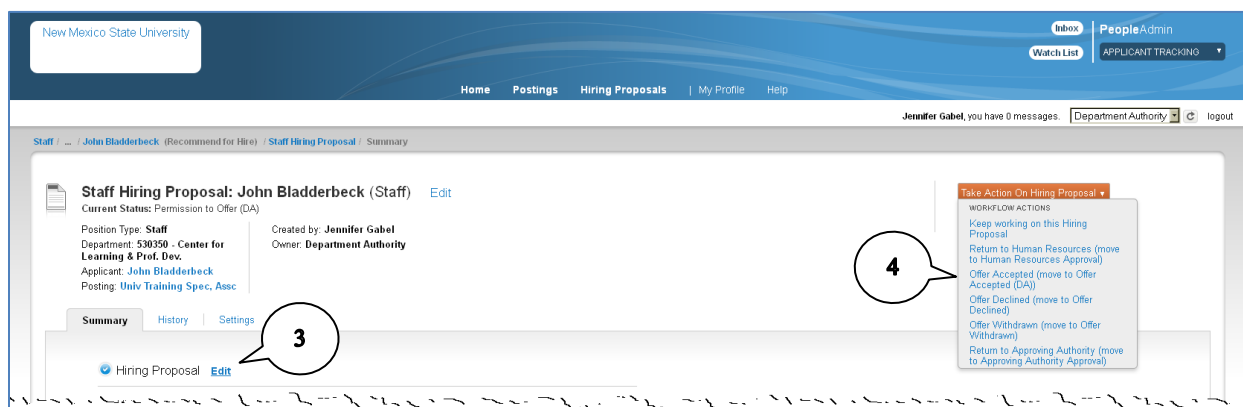 New Mexico State University
Inbox
PeopleAdmin
Watch List
APPLICANT TRACKING
Home Postings Hiring Proposals | My Profile Help
Jennifer Gabel, you have 0 messages. Department Authority logout
Staff / ... / John Bladderbeck (Recommend for Hire) / Staff Hiring Proposal / Summary
Staff Hiring Proposal: John Bladderbeck (Staff) Edit
Current Status: Permission to Offer (DA)
Position Type: Staff
Department: 530350 - Center for
Learning & Prof. Dev.
Applicant: John Bladderbeck
Posting: Univ Training Spec, Assc
Created by: Jennifer Gabel
Owner: Department Authority
Take Action On Hiring Proposal
WORKFLOW ACTIONS
Keep working on this Hiring
Proposal
Return to Human Resources (move
to Human Resources Approval)
Offer Accepted (move to Offer
Accepted (DA))
Offer Declined (move to Offer
Declined)
Offer Withdrawn (move to Offer
Withdrawn)
Return to Approving Authority (move
to Approving Authority Approval)
4
Summary History Settings
3
Hiring Proposal Edit